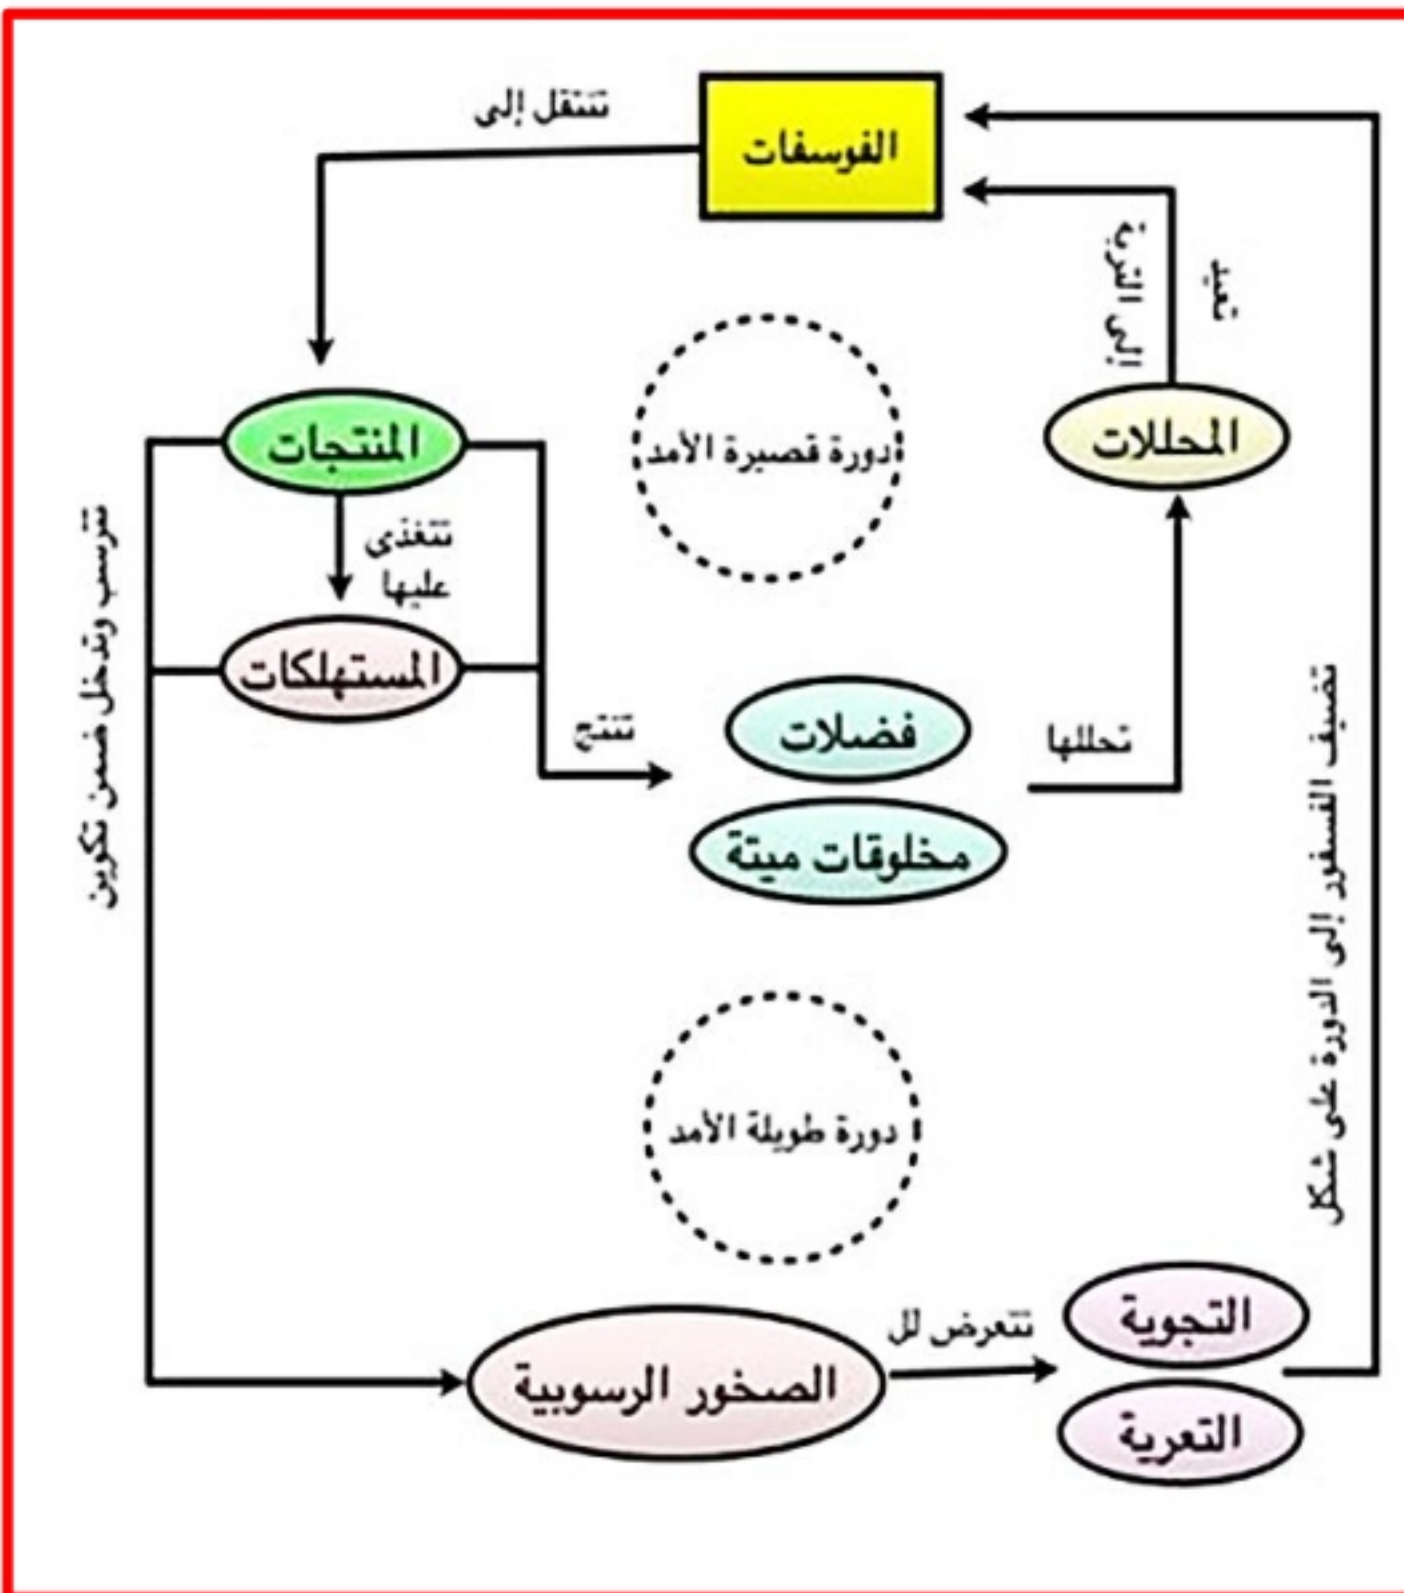 تنتقل إلى
الفوسفات
تعيد
إلى التربة
المنتجات
دورة قصيرة الأمد
المحللات
تتغذى
عليها
المستهلكات
تترسب وتدخل ضمن تكوين
تنتج
فضلات
مخلوقات ميتة
تحللها
تضيف الفسفور إلى الدورة على شكل
دورة طويلة الأمد
الصخور الرسوبية
تتعرض لل
التجوية
التعرية